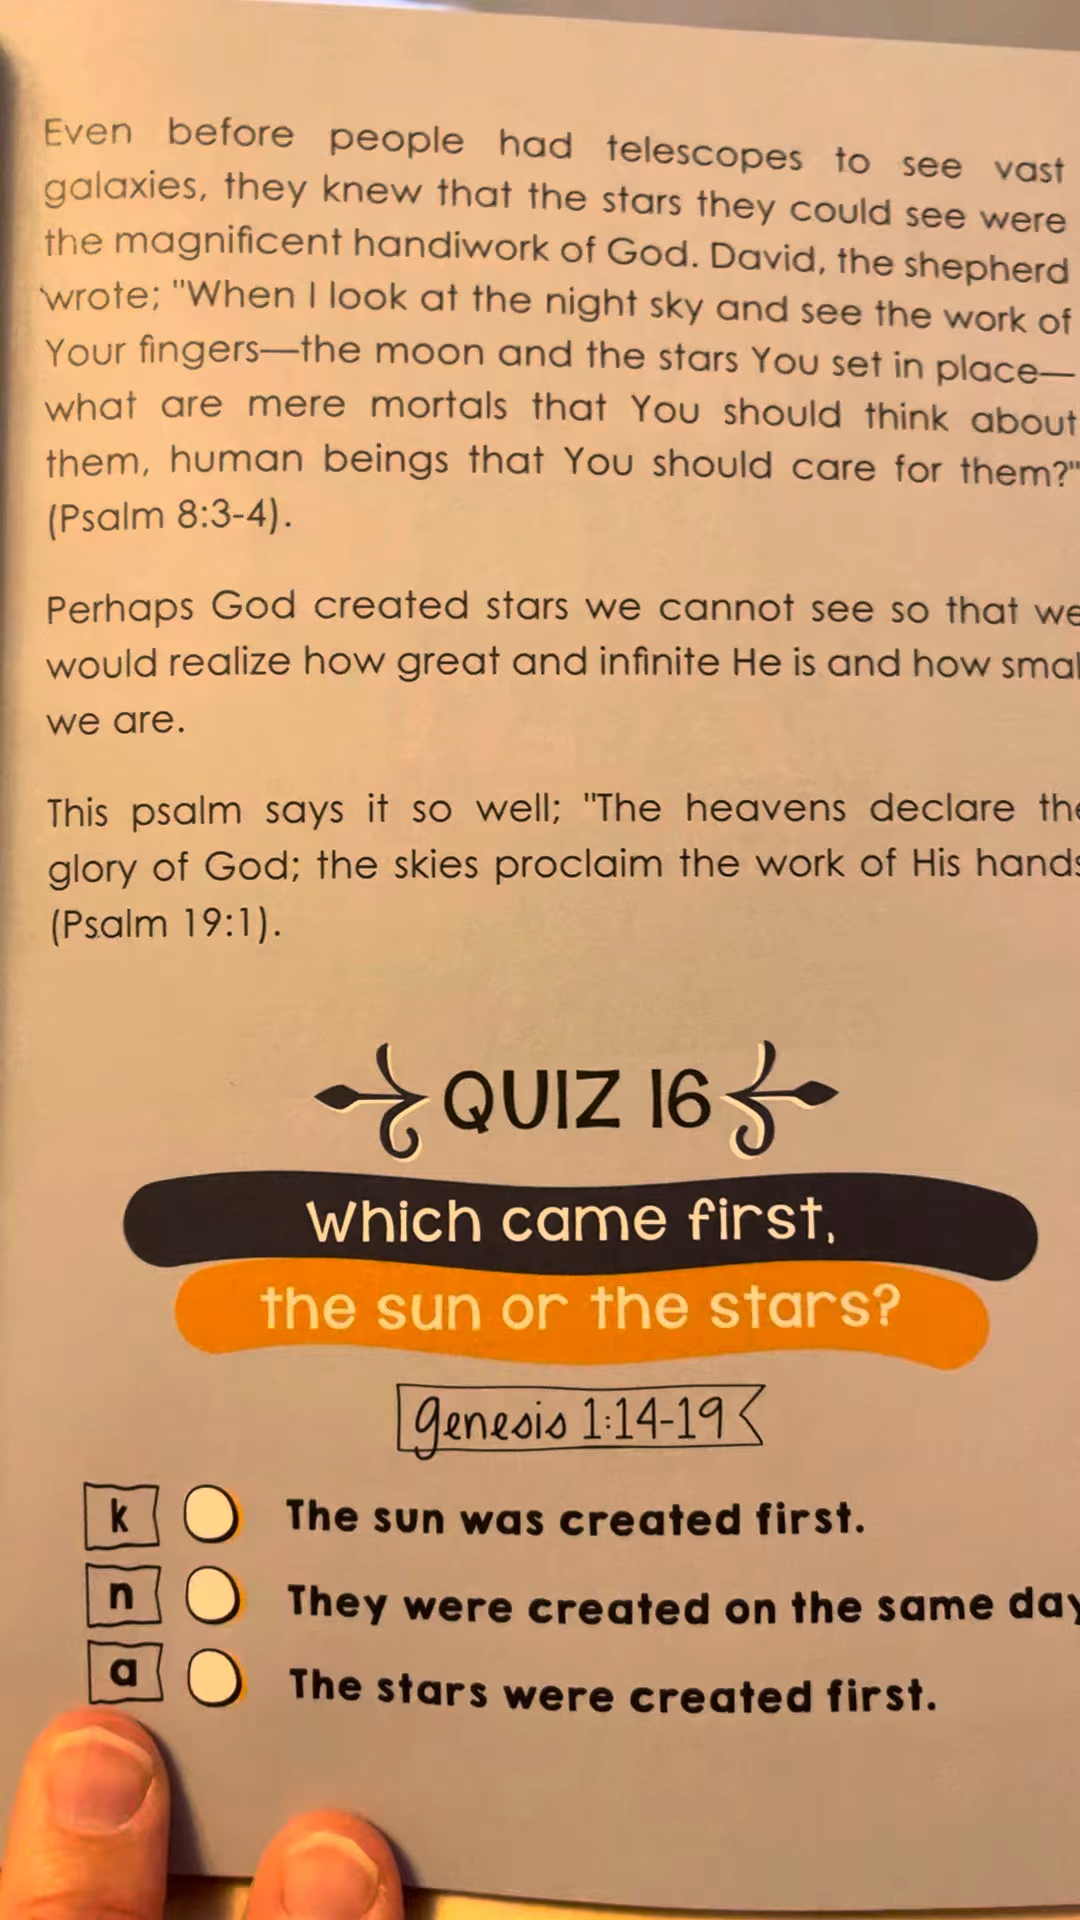 Even before people had telescopes to see vast
galaxies, they knew that the stars they could see were
the magnificent handiwork of God. David, the shepherd
wrote; "When I look at the night sky and see the work of
Your fingers—the moon and the stars You set in place—
what are mere mortals that You should think about
them, human beings that You should care for them?"
(Psalm 8:3-4).
Perhaps God created stars we cannot see so that we
would realize how great and infinite He is and how smal
we are.
This psalm says it so well; "The heavens declare the
glory of God; the skies proclaim the work of His hands
(Psalm 19:1).
QUIZ 16
Which came first,
the sun or the stars?
genesis 1:14-19
k The sun was created first.
n They were created on the same day
a The stars were created first.